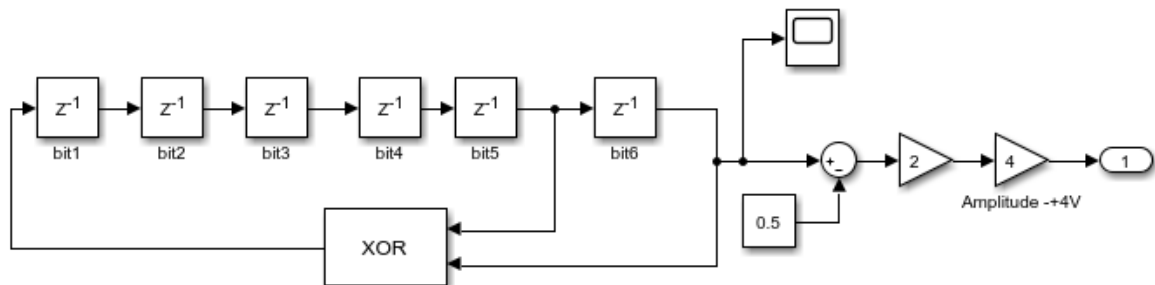 z-1
z-1
z-1
z-1
z-1
z-1
bit1
bit2
bit3
bit4
bit5
bit6
+
−
2
4
1
Amplitude -+4V
0.5
XOR